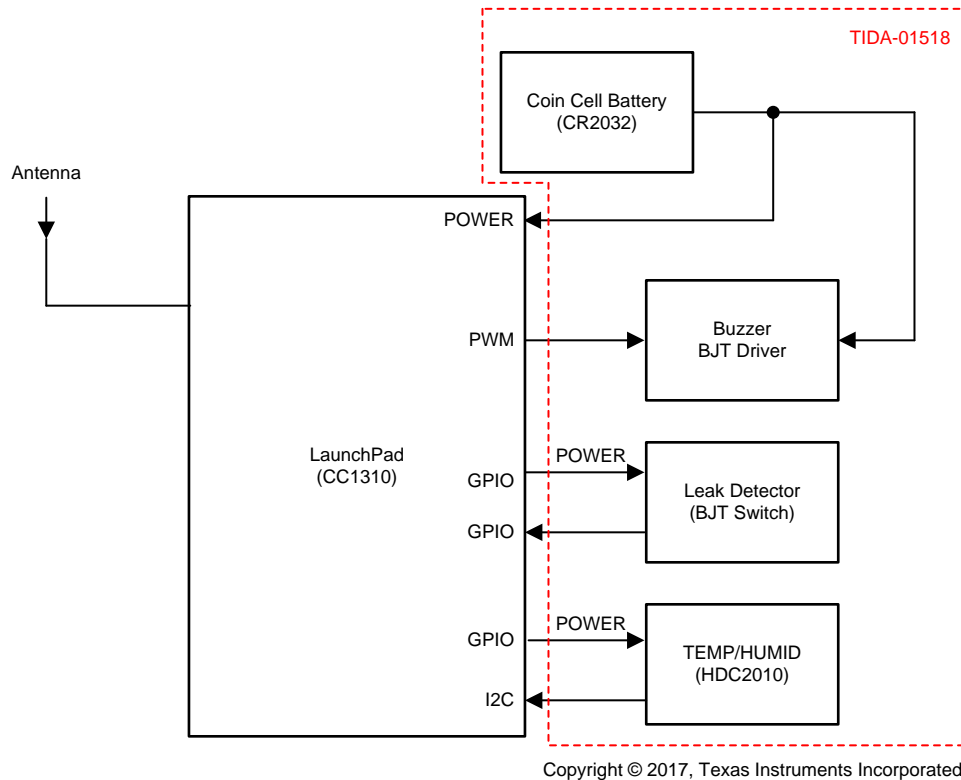 TIDA-01518
Coin Cell Battery
(CR2032)
Antenna
POWER
PWM
Buzzer
BJT Driver
LaunchPad
(CC1310)
GPIO
POWER
Leak Detector
(BJT Switch)
GPIO
GPIO
POWER
TEMP/HUMID
(HDC2010)
I2C
Copyright © 2017, Texas Instruments Incorporated